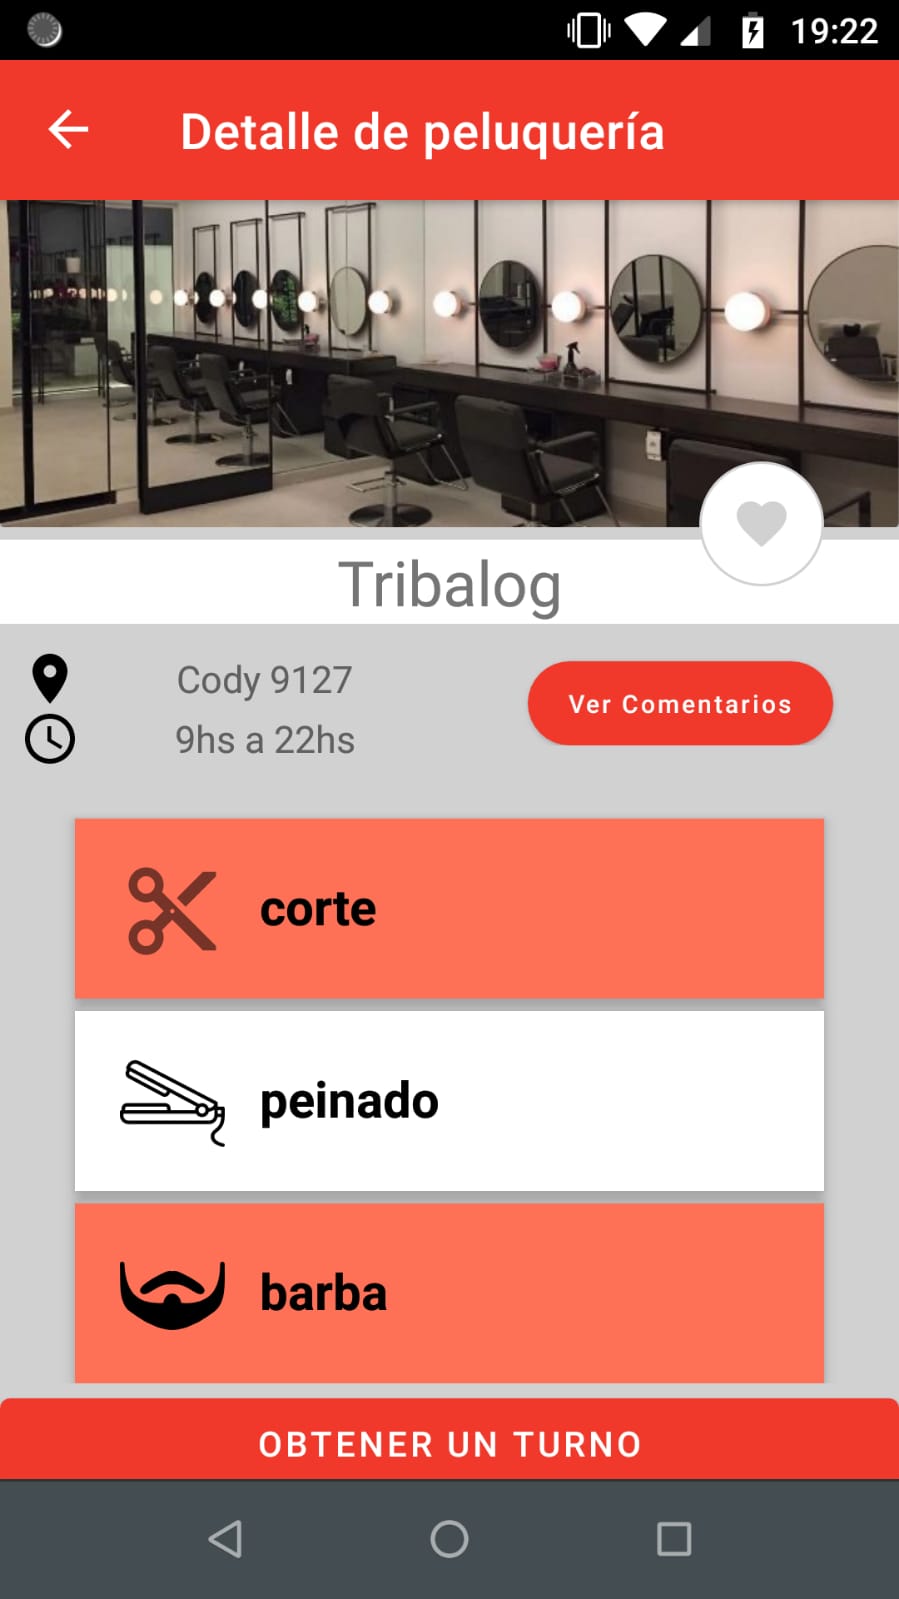 19:22
Detalle de peluquería
Tribalog
Cody 9127
9hs a 22hs
Ver Comentarios
corte
peinado
barba
OBTENER UN TURNO